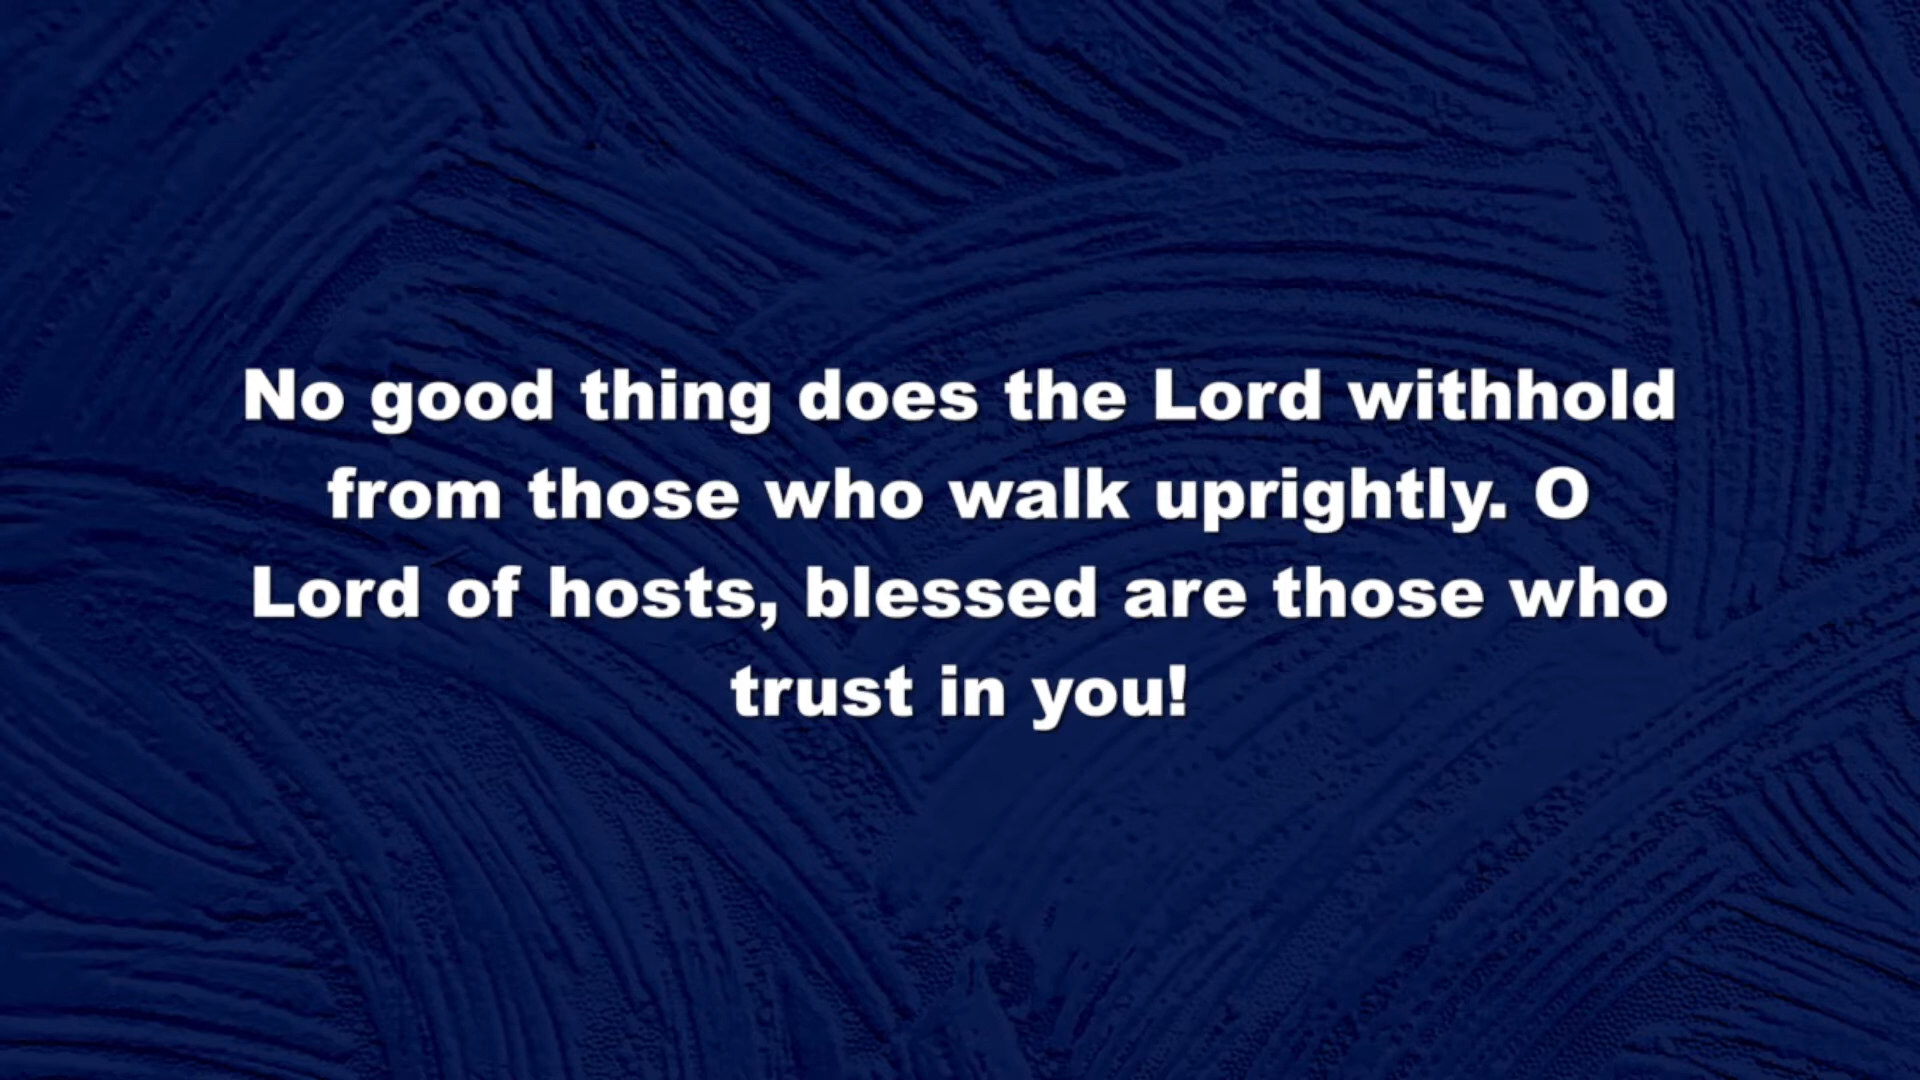 No good thing does the Lord withhold
from those who walk uprightly. O
Lord of hosts, blessed are those who
trust in you!